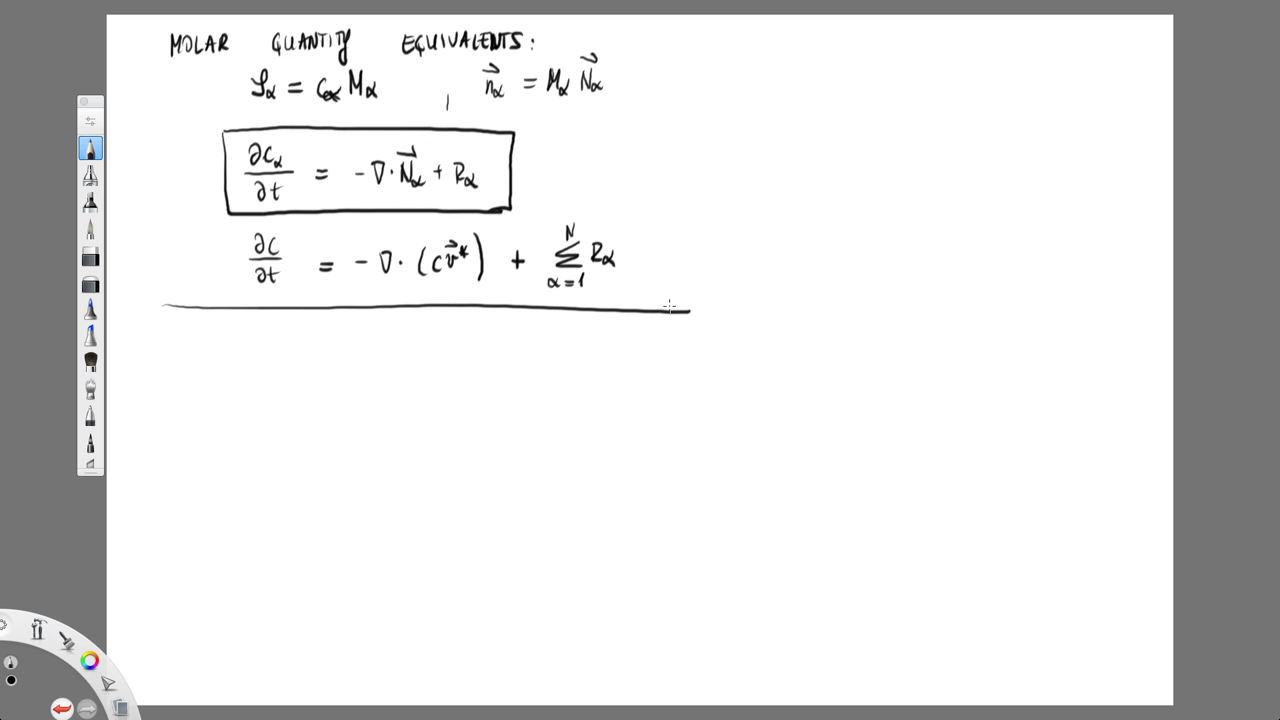 MOLAR QUANTITY EQUIVALENTS:
ρα = cα Mα , n⃗α = Mα N⃗α
∂cα/∂t = -∇·N⃗α + Rα
∂c/∂t = -∇·(c v⃗*) + Σ_{α=1}^{N} Rα